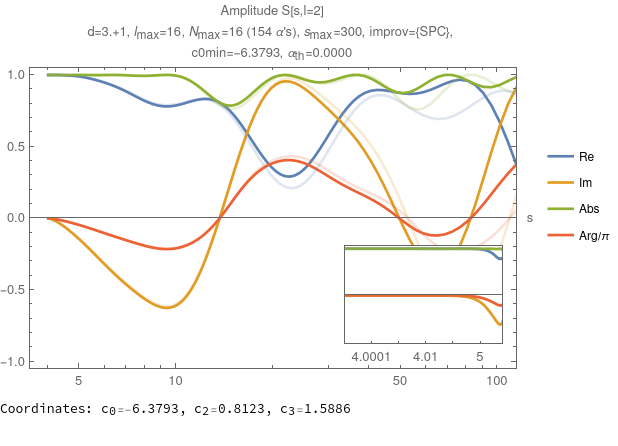 Amplitude S[s,l=2]
d=3.+1, lmax=16, Nmax=16 (154 α's), smax=300, improv={SPC},
c0min=−6.3793, αth=0.0000
1.0
0.5
0.0
−0.5
−1.0
5
10
50
100
s
4.0001
4.01
5
Re
Im
Abs
Arg/π
Coordinates: c0=−6.3793, c2=0.8123, c3=1.5886